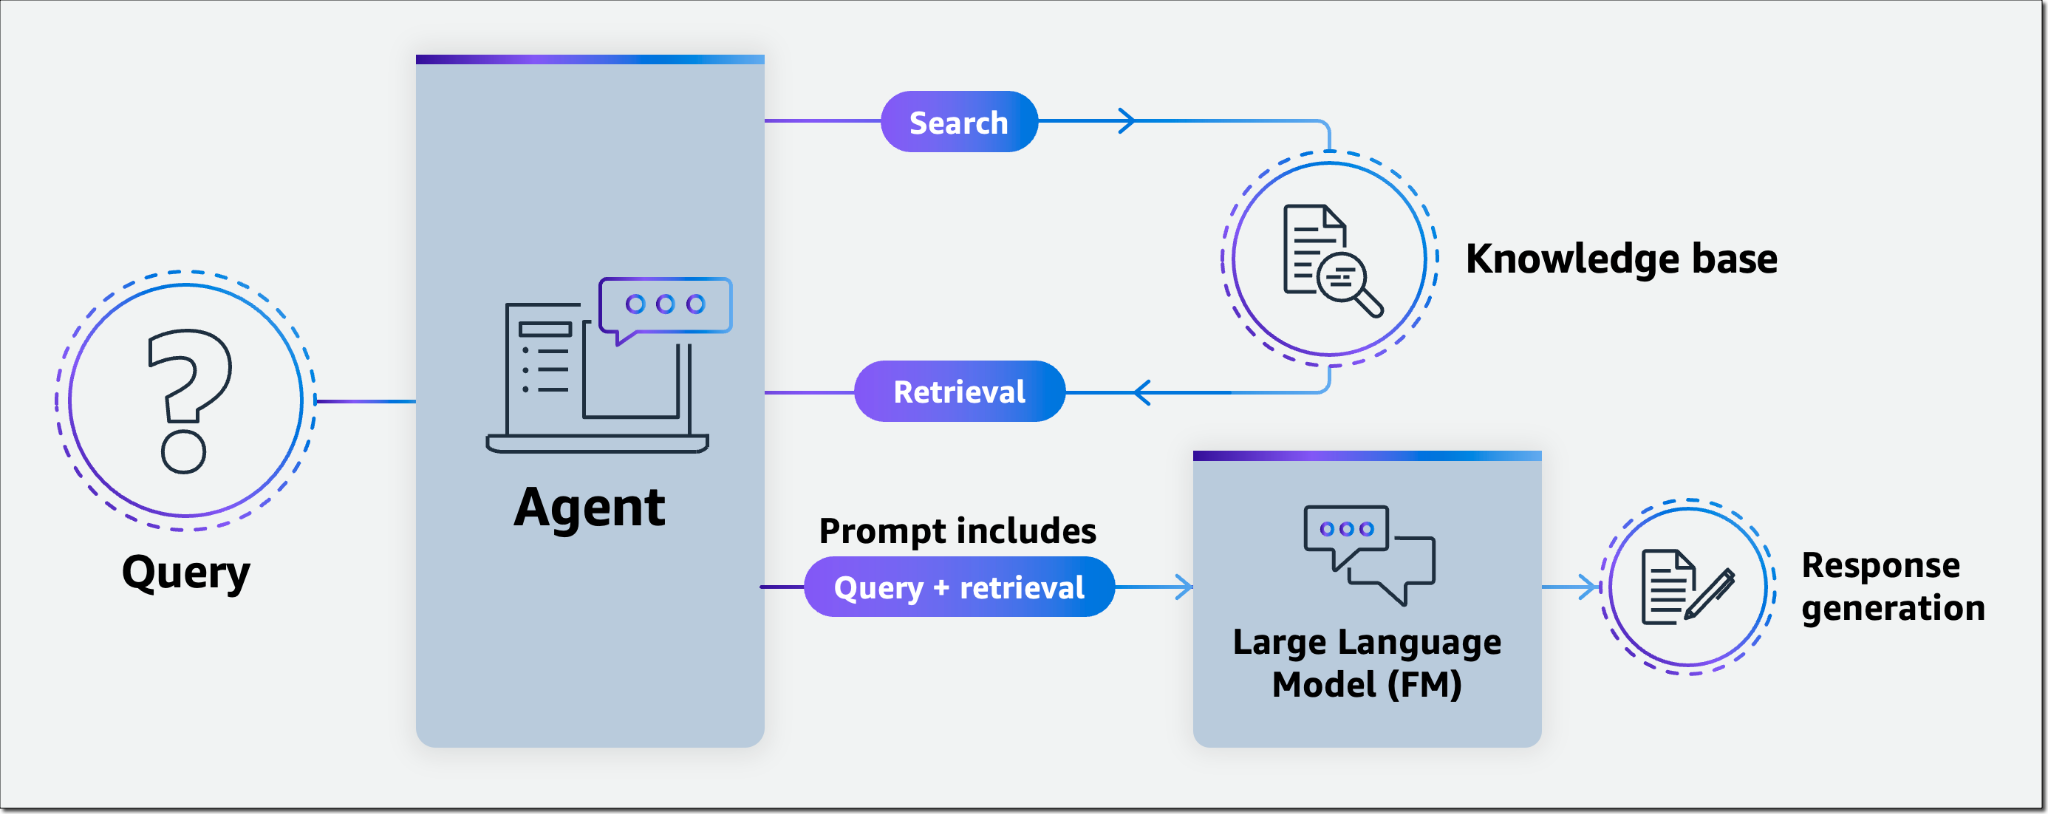 Search
Knowledge base
Retrieval
Agent
Query
Prompt includes
Query + retrieval
Large Language
Model (FM)
Response
generation